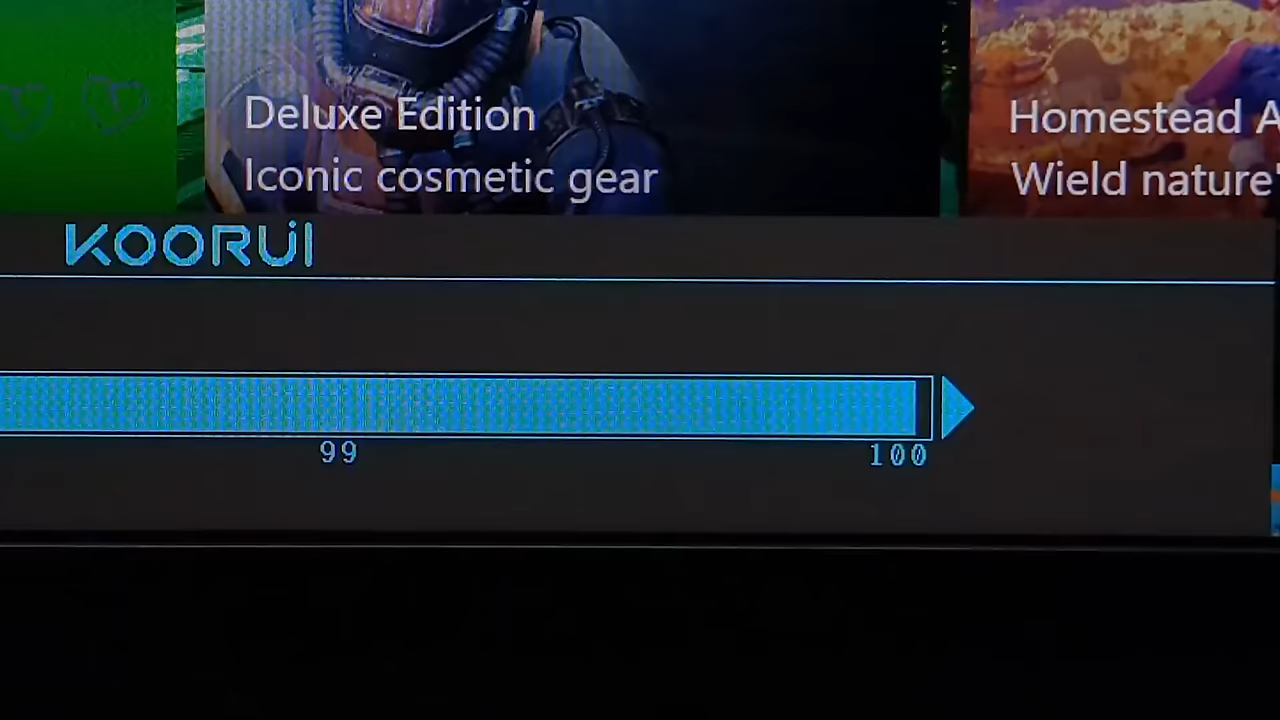 Deluxe Edition
Iconic cosmetic gear
Homestead A
Wield nature'
KOORUI
99
100